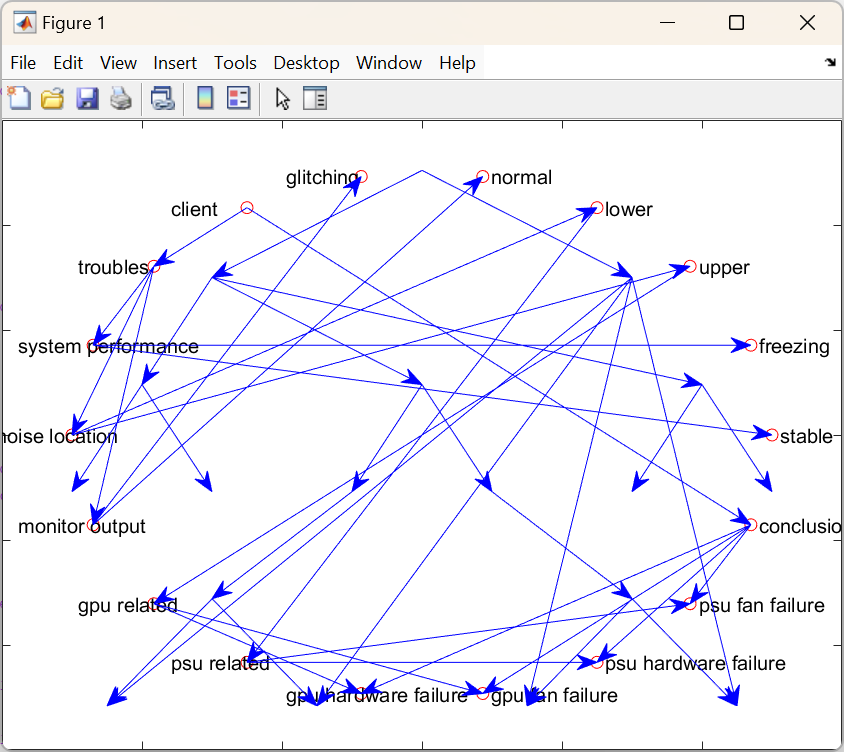 Figure 1
File Edit View Insert Tools Desktop Window Help
glitching
normal
client
lower
troubles
upper
system performance
freezing
noise location
stable
monitor output
conclusio
gpu related
psu fan failure
psu related
psu hardware failure
gpu hardware failure
gpu fan failure